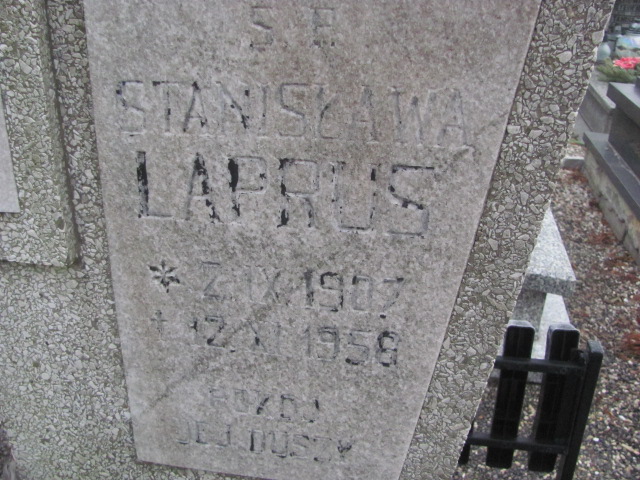 Ś. P.
STANISŁAWA
LAPRUS
* 2.IX.1907
† 12.XI.1958
POKÓJ
JEJ DUSZY